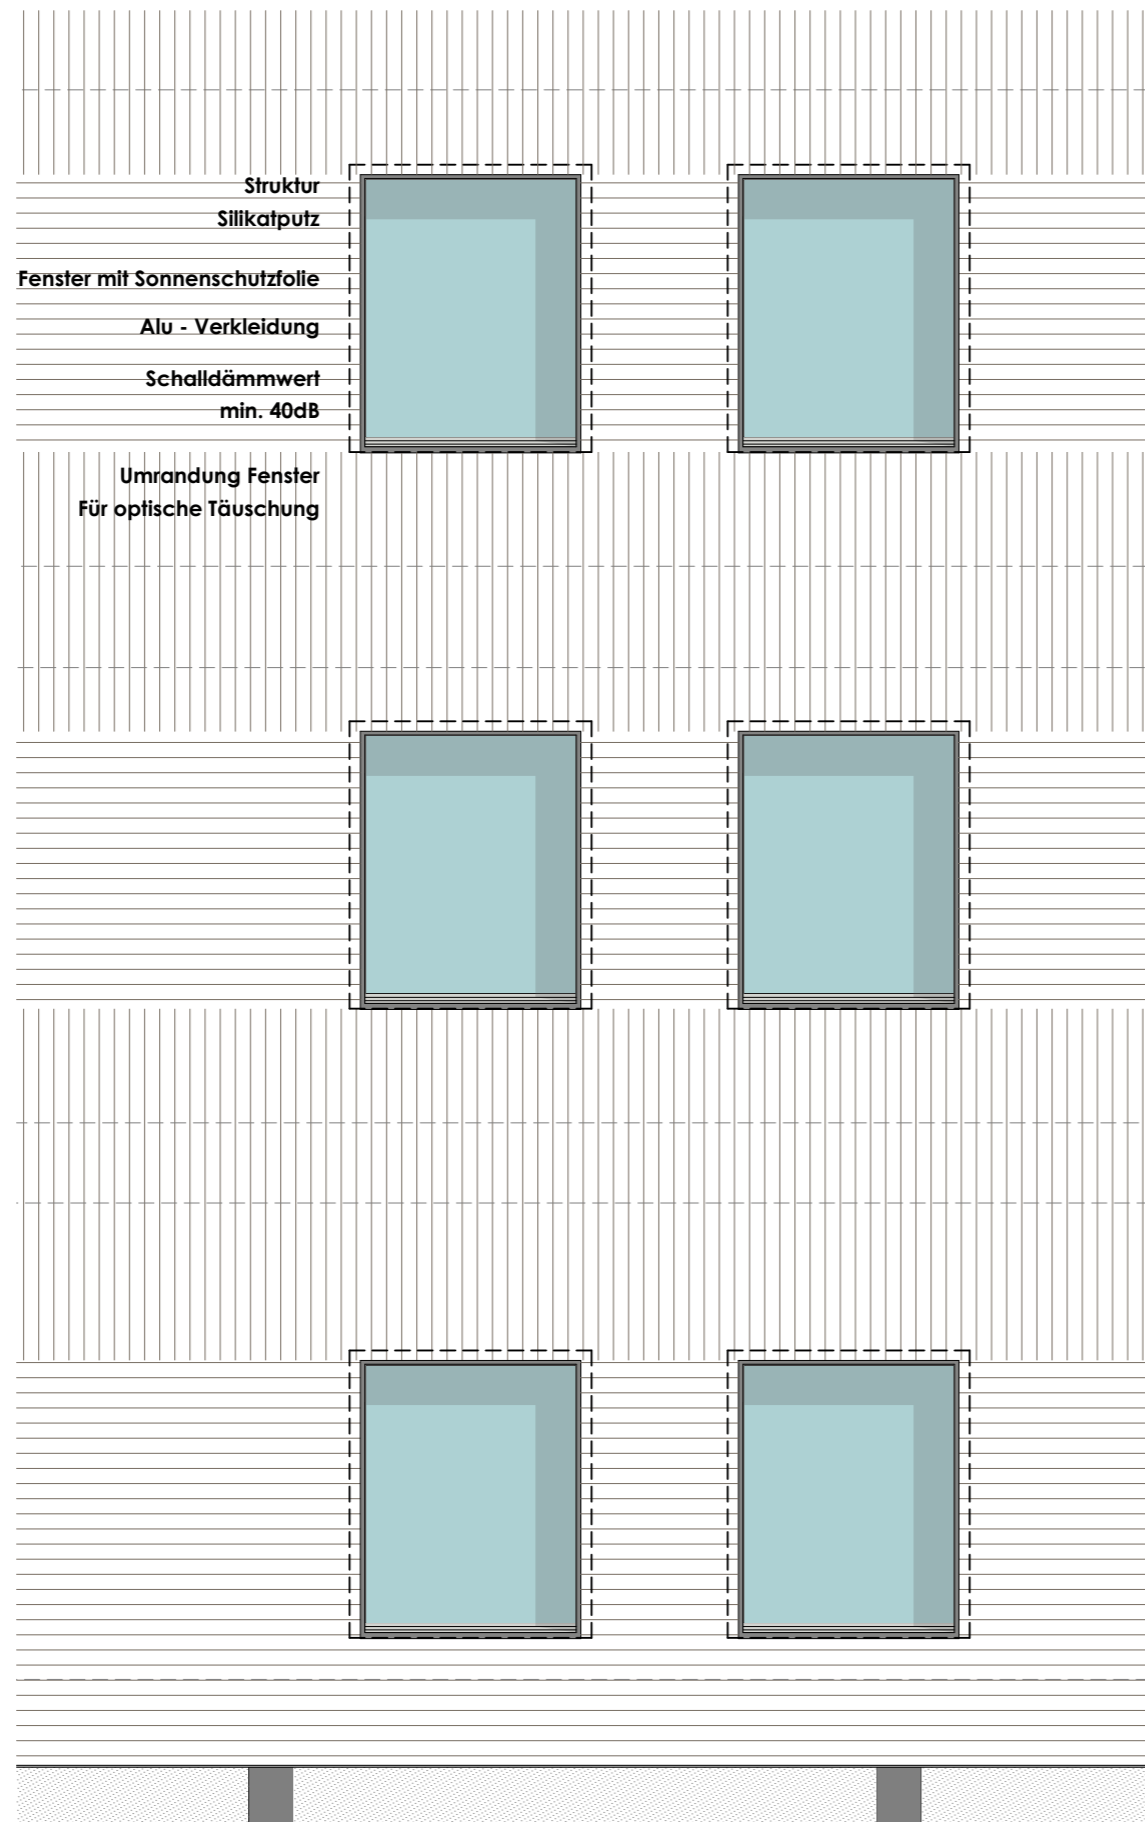 Struktur
Silikatputz
Fenster mit Sonnenschutzfolie
Alu - Verkleidung
Schalldämmwert
min. 40dB
Umrandung Fenster
Für optische Täuschung